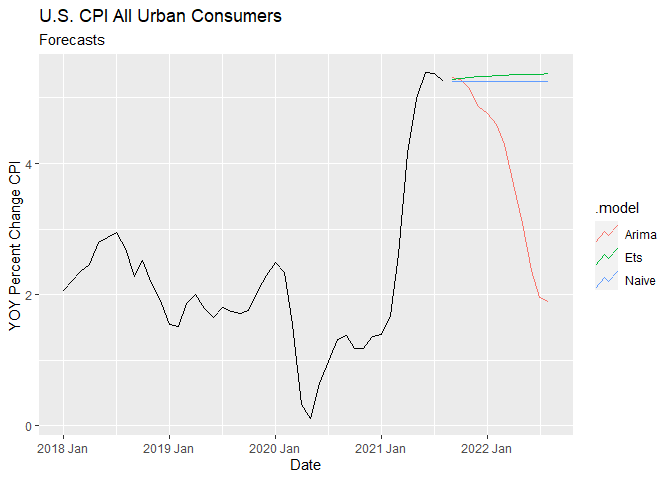 U.S. CPI All Urban Consumers
Forecasts
YOY Percent Change CPI
4
2
0
2018 Jan
2019 Jan
2020 Jan
2021 Jan
2022 Jan
Date
.model
Arima
Ets
Naive